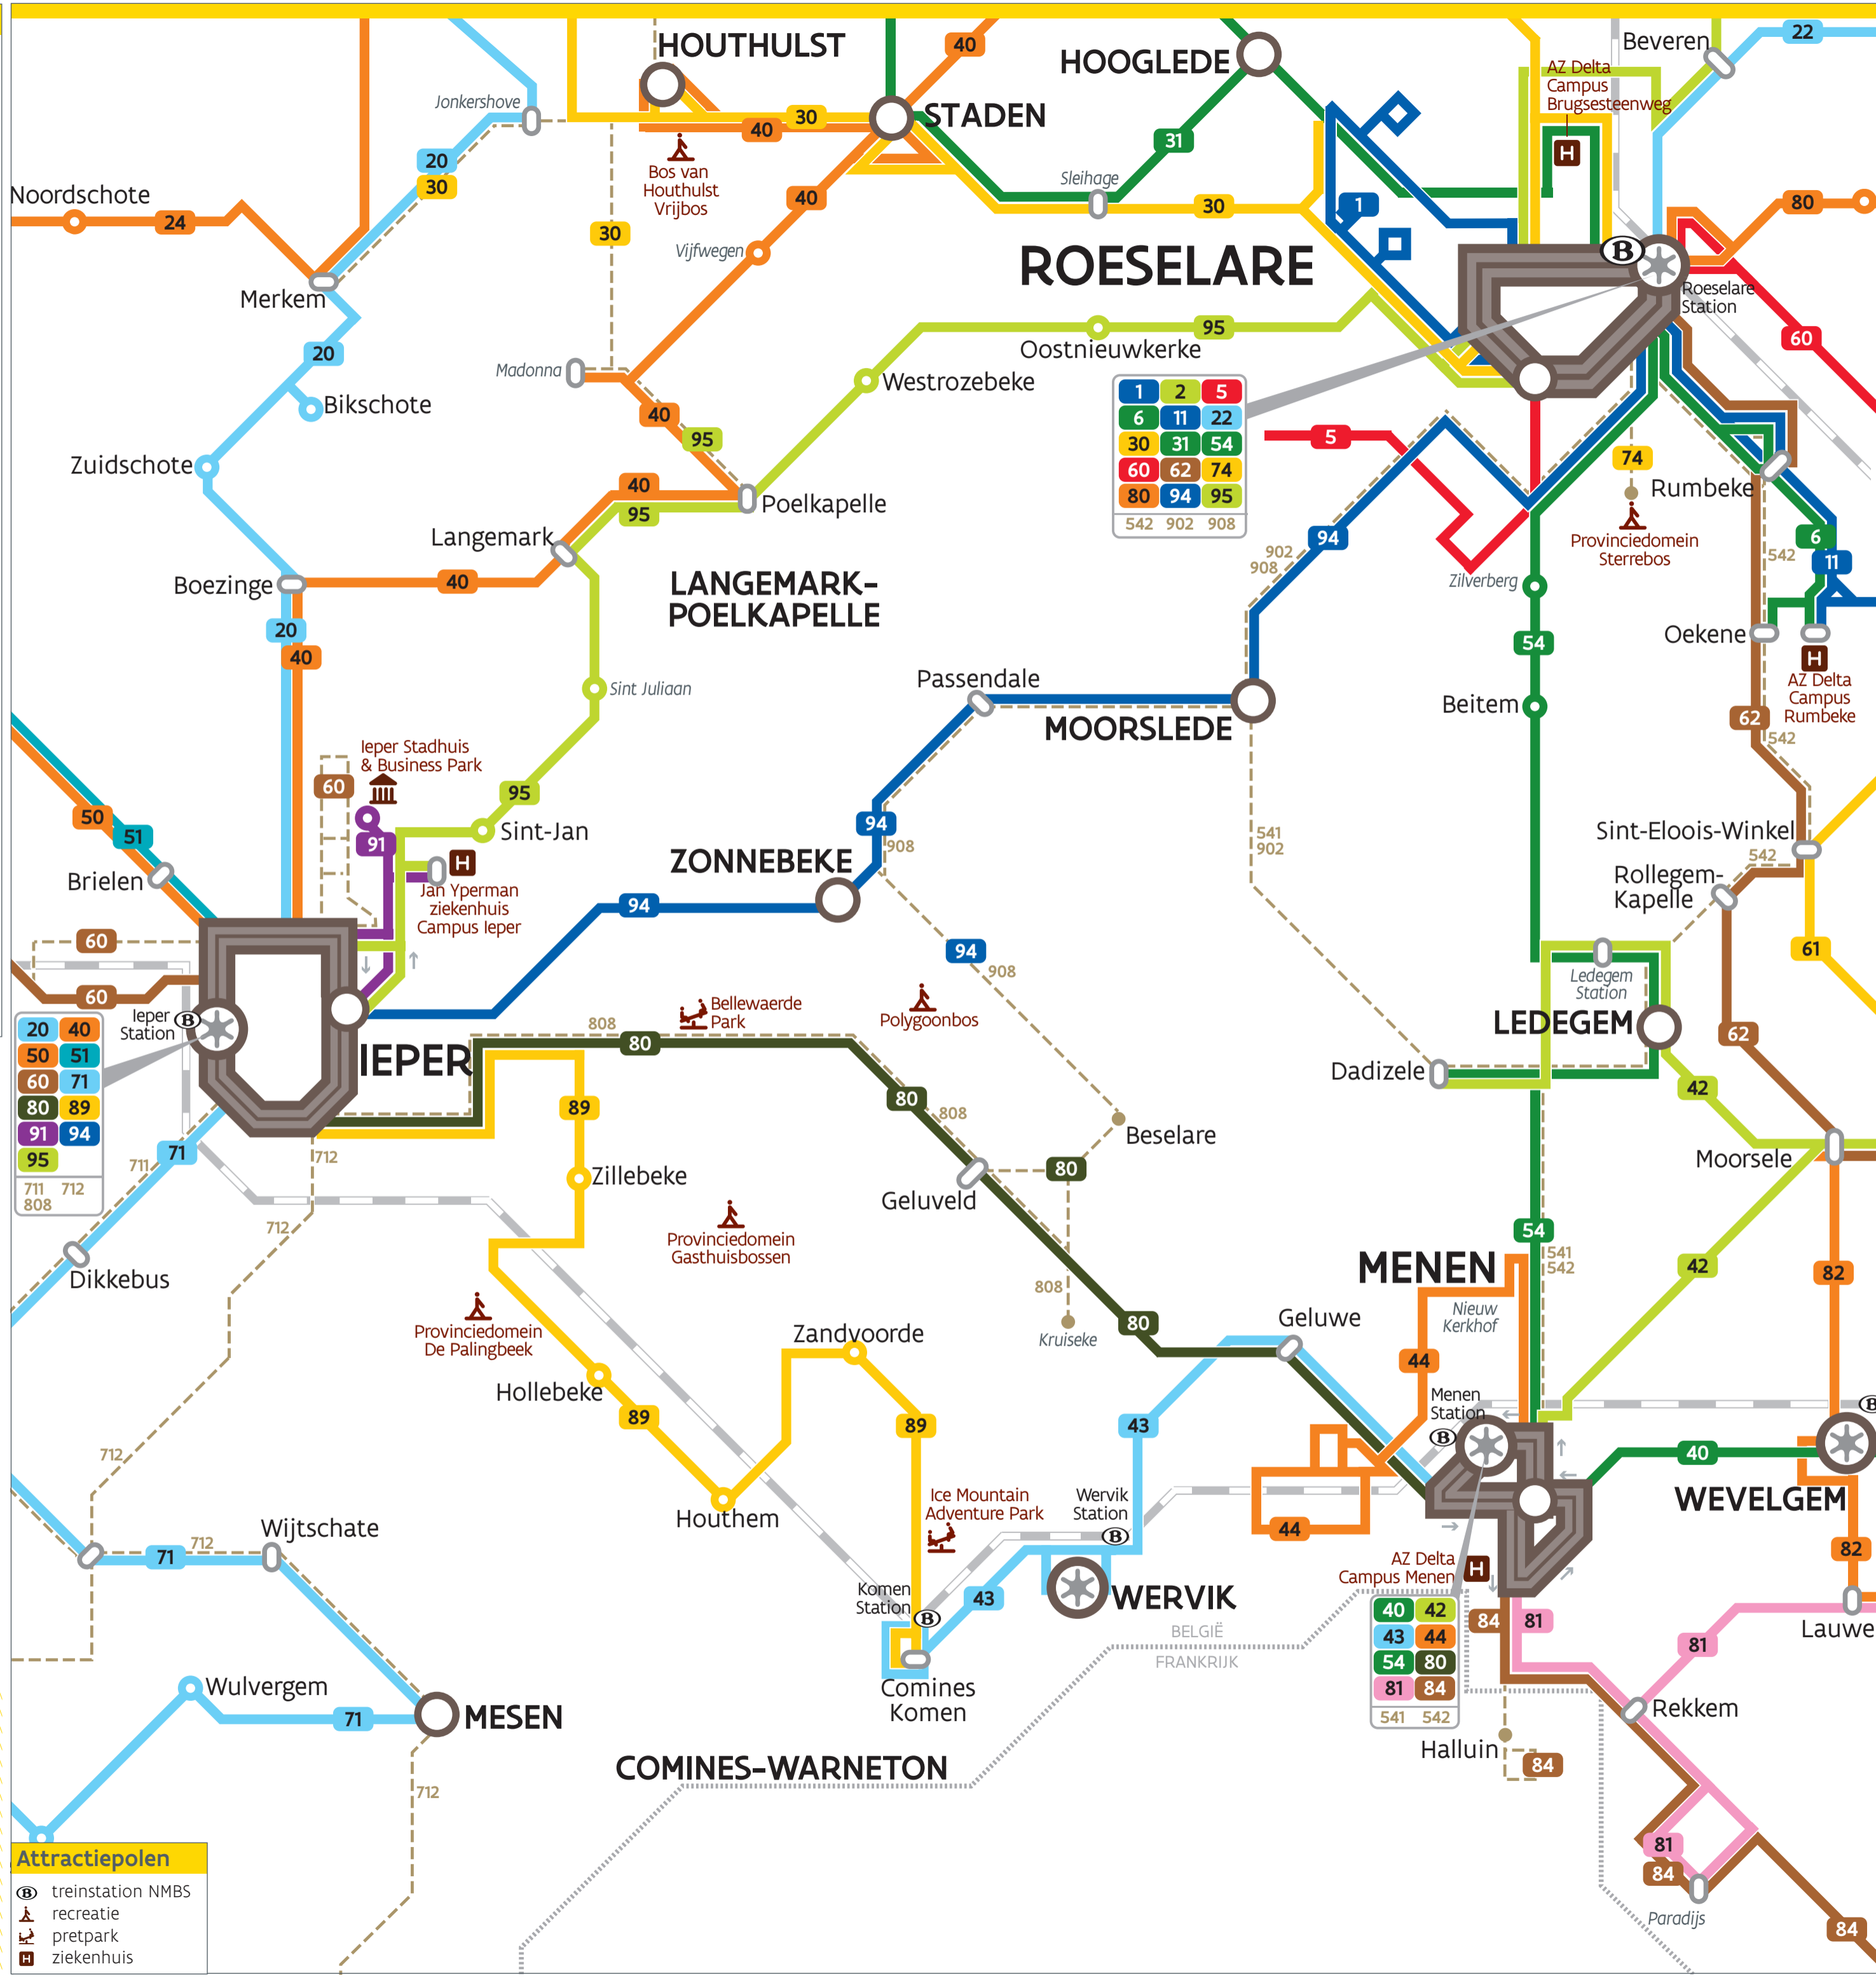 HOUTHULST
40
HOOGLEDE
Beveren
22
AZ Delta
Campus
Brugsesteenweg
H
Jonkershove
30
40
STADEN
31
20
30
Bos van
Houthulst
Vrijbos
Sleihage
Noordschote
24
40
30
1
80
30
Vijfwegen
ROESELARE
B
Roeselare
Station
Merkem
20
60
Madonna
Oostnieuwkerke
95
Westrozebeke
Bikschote
40
95
1 2 5
6 11 22
30 31 54
60 62 74
80 94 95
542 902 908
5
74
Zuidschote
40
95
Poelkapelle
Rumbeke
Langemark
94
902
908
Provinciedomein
Sterrebos
542
6
11
Boezinge
40
LANGEMARK-
POELKAPELLE
Zilverberg
20
40
54
Oekene
H
AZ Delta
Campus
Rumbeke
Sint Juliaan
Passendale
MOORSLEDE
Beitem
62
542
Ieper Stadhuis
& Business Park
60
50
51
91
95
Sint-Jan
94
908
541
902
Sint-Eloois-Winkel
Brielen
H
Jan Yperman
ziekenhuis
Campus Ieper
ZONNEBEKE
542
Rollegem-
Kapelle
94
60
94
908
61
Ledegem
Station
60
Ieper
Station
B
Bellewaerde
Park
Polygoonbos
LEDEGEM
62
20 40
50 51
60 71
80 89
91 94
95
711 712
808
IEPER
808
80
Dadizele
42
89
80
808
Beselare
71
711
712
Moorsele
Zillebeke
80
Geluveld
712
Provinciedomein
Gasthuisbossen
54
541
542
MENEN
42
82
Dikkebus
808
Provinciedomein
De Palingbeek
Zandvoorde
80
Kruiseke
Geluwe
Nieuw
Kerkhof
44
Hollebeke
89
89
43
Menen
Station
B
B
712
40
Houthem
Ice Mountain
Adventure Park
Wervik
Station
B
WEVELGEM
Wijtschate
712
71
44
82
AZ Delta
Campus Menen
H
Komen
Station
B
43
WERVIK
40 42
43 44
54 80
81 84
541 542
84
81
Lauwe
BELGIË
FRANKRIJK
81
Wulvergem
71
MESEN
Comines
Komen
Rekkem
Halluin
84
COMINES-WARNETON
712
81
84
Paradijs
84
Attractiepolen
B treinstation NMBS
recreatie
pretpark
H ziekenhuis